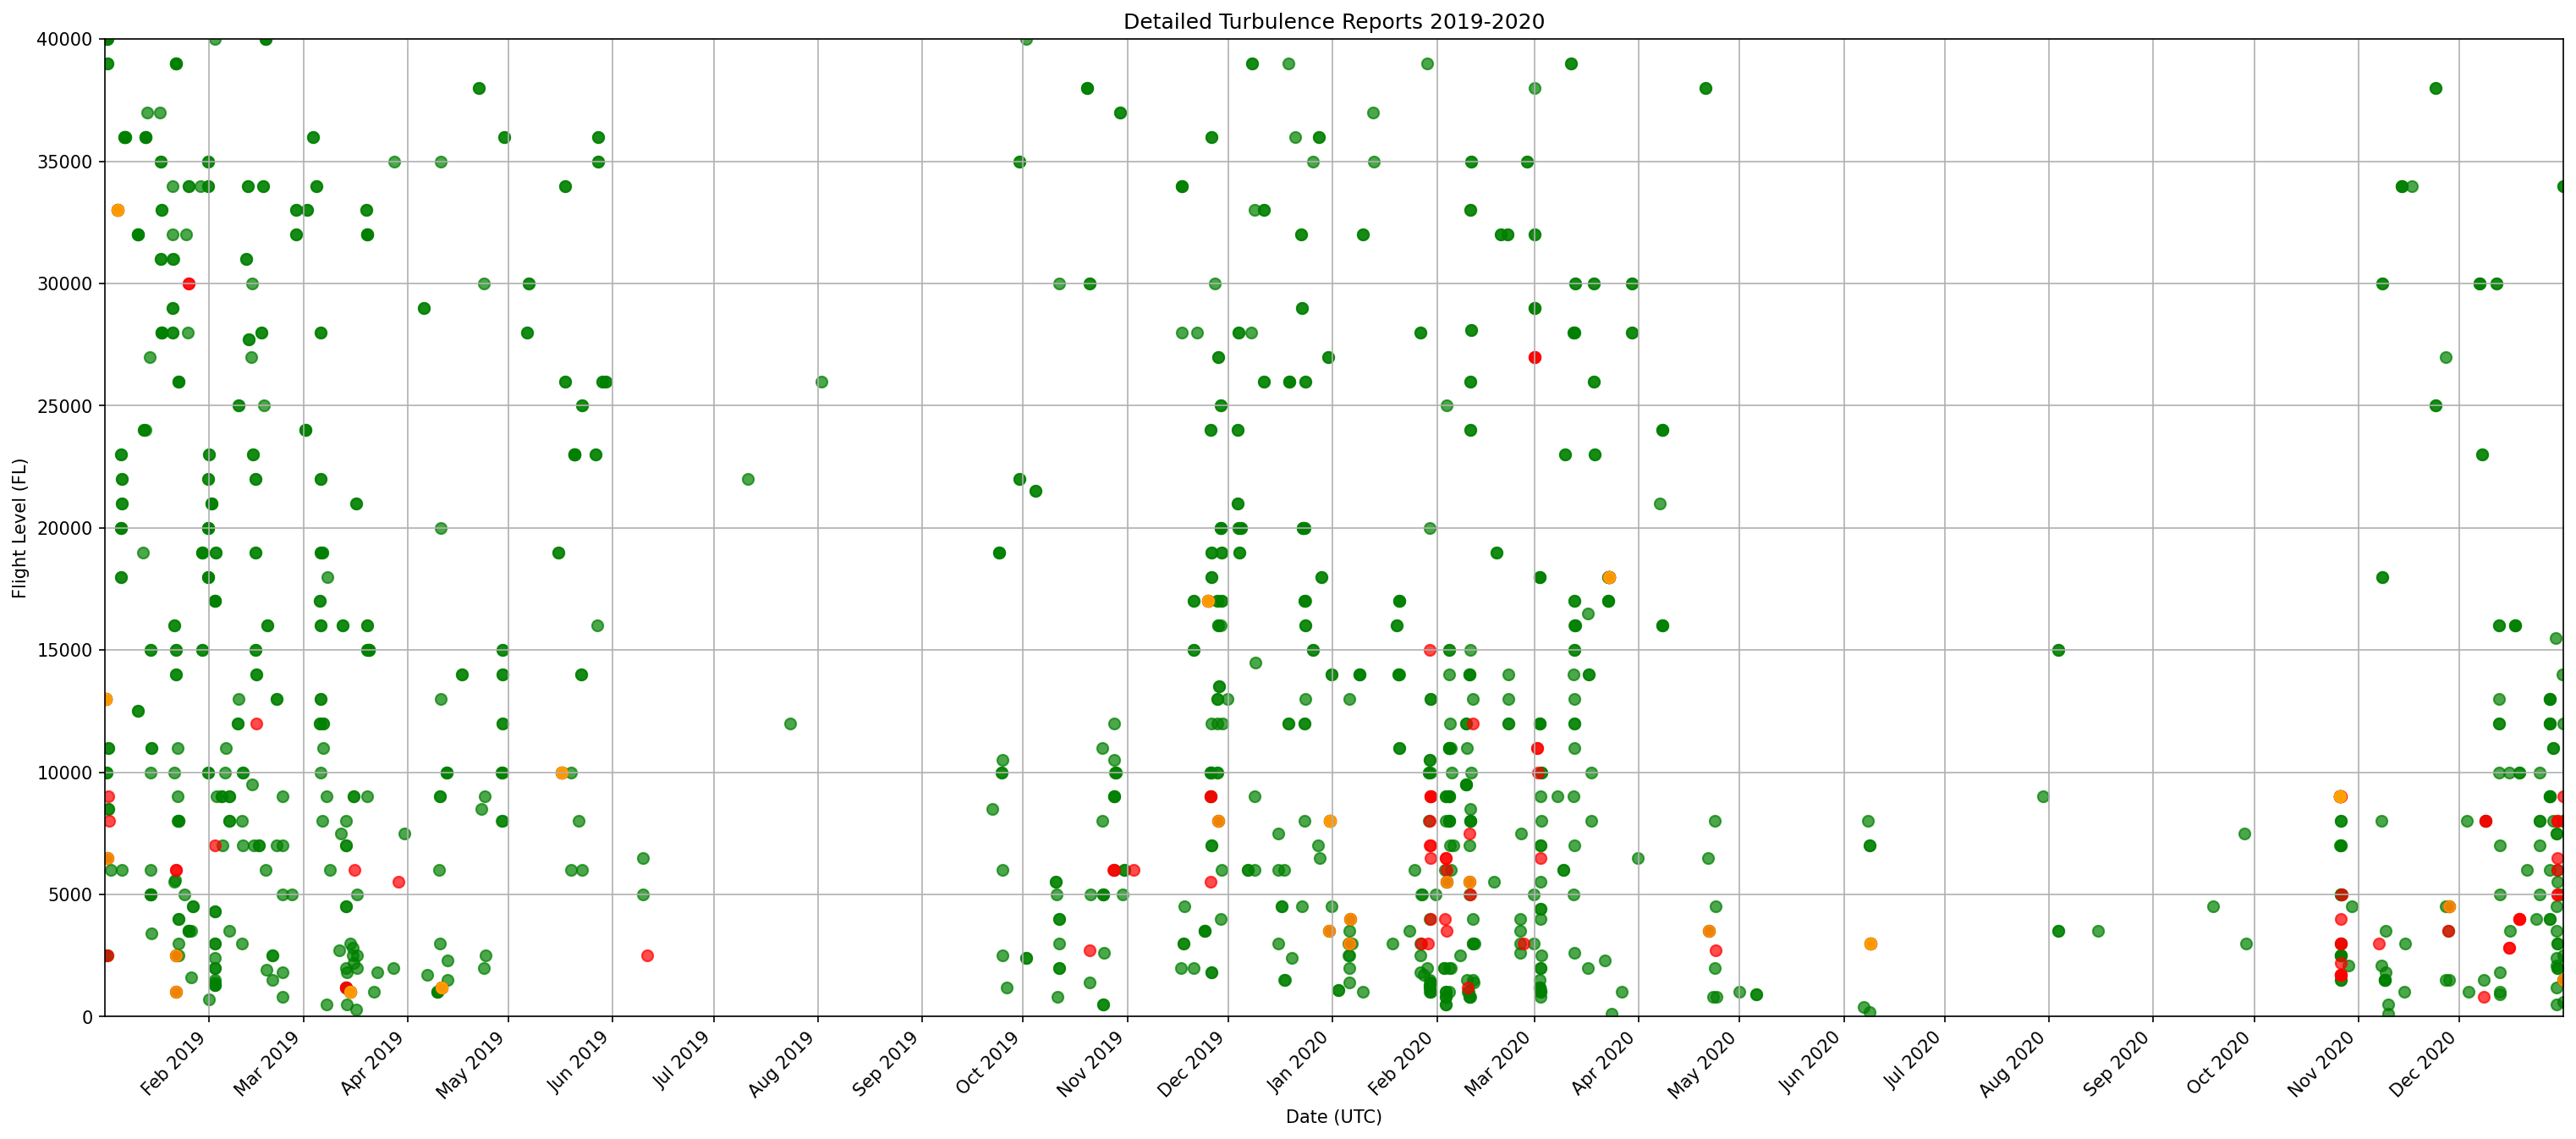 Detailed Turbulence Reports 2019-2020
Flight Level (FL)
40000
35000
30000
25000
20000
15000
10000
5000
0
Feb 2019
Mar 2019
Apr 2019
May 2019
Jun 2019
Jul 2019
Aug 2019
Sep 2019
Oct 2019
Nov 2019
Dec 2019
Jan 2020
Feb 2020
Mar 2020
Apr 2020
May 2020
Jun 2020
Jul 2020
Aug 2020
Sep 2020
Oct 2020
Nov 2020
Dec 2020
Date (UTC)